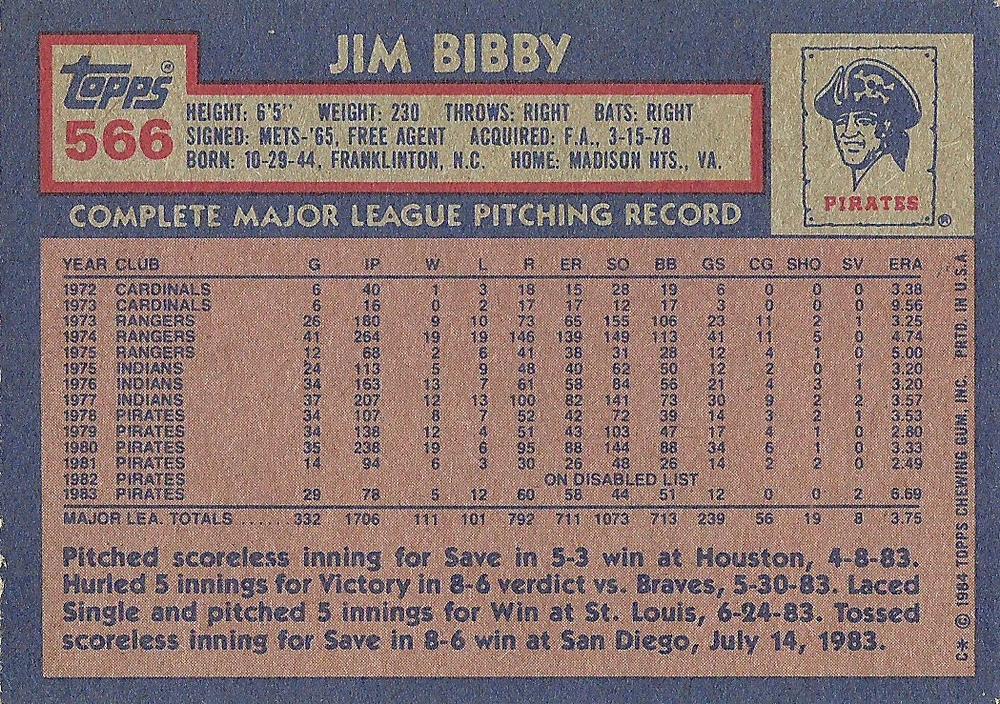 JIM BIBBY
Topps®
566
HEIGHT: 6'5'' WEIGHT: 230 THROWS: RIGHT BATS: RIGHT
SIGNED: METS-'65, FREE AGENT ACQUIRED: F.A., 3-15-78
BORN: 10-29-44, FRANKLINTON, N.C. HOME: MADISON HTS., VA.
PIRATES ®
COMPLETE MAJOR LEAGUE PITCHING RECORD
YEAR CLUB G IP W L R ER SO BB GS CG SHO SV ERA
1972 CARDINALS 6 40 1 3 18 15 28 19 6 0 0 0 3.38
1973 CARDINALS 6 16 0 2 17 17 12 17 3 0 0 0 9.56
1973 RANGERS 26 180 9 10 73 65 155 106 23 11 2 1 3.25
1974 RANGERS 41 264 19 19 146 139 149 113 41 11 5 0 4.74
1975 RANGERS 12 68 2 6 41 38 31 28 12 4 1 0 5.00
1975 INDIANS 24 113 5 9 48 40 62 50 12 2 0 1 3.20
1976 INDIANS 34 163 13 7 61 58 84 56 21 4 3 1 3.20
1977 INDIANS 37 207 12 13 100 82 141 73 30 9 2 2 3.57
1978 PIRATES 34 107 8 7 52 42 72 39 14 3 2 1 3.53
1979 PIRATES 34 138 12 4 51 43 103 47 17 4 1 0 2.80
1980 PIRATES 35 238 19 6 95 88 144 88 34 6 1 0 3.33
1981 PIRATES 14 94 6 3 30 26 48 26 14 2 2 0 2.49
1982 PIRATES ON DISABLED LIST
1983 PIRATES 29 78 5 12 60 58 44 51 12 0 0 2 6.69
MAJOR LEA. TOTALS ...... 332 1706 111 101 792 711 1073 713 239 56 19 8 3.75
Pitched scoreless inning for Save in 5-3 win at Houston, 4-8-83.
Hurled 5 innings for Victory in 8-6 verdict vs. Braves, 5-30-83. Laced
Single and pitched 5 innings for Win at St. Louis, 6-24-83. Tossed
scoreless inning for Save in 8-6 win at San Diego, July 14, 1983.
C* © 1984 TOPPS CHEWING GUM, INC. PRTD. IN U.S.A.